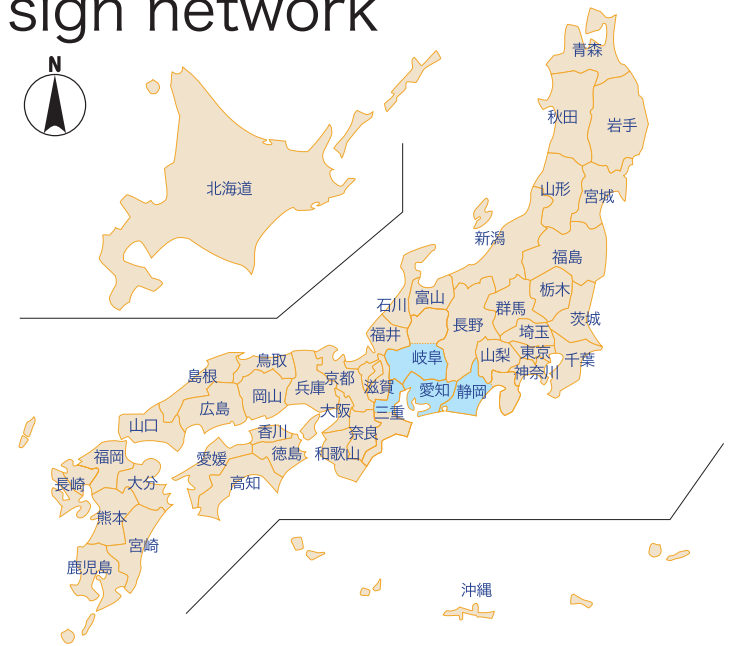 sign network
N
青森
秋田
岩手
北海道
山形
宮城
新潟
福島
栃木
石川
富山
群馬
茨城
長野
福井
埼玉
岐阜
山梨
東京
千葉
鳥取
神奈川
島根
兵庫
京都
滋賀
愛知
静岡
岡山
広島
大阪
三重
山口
香川
奈良
福岡
愛媛
徳島
和歌山
長崎
大分
高知
熊本
宮崎
鹿児島
沖縄